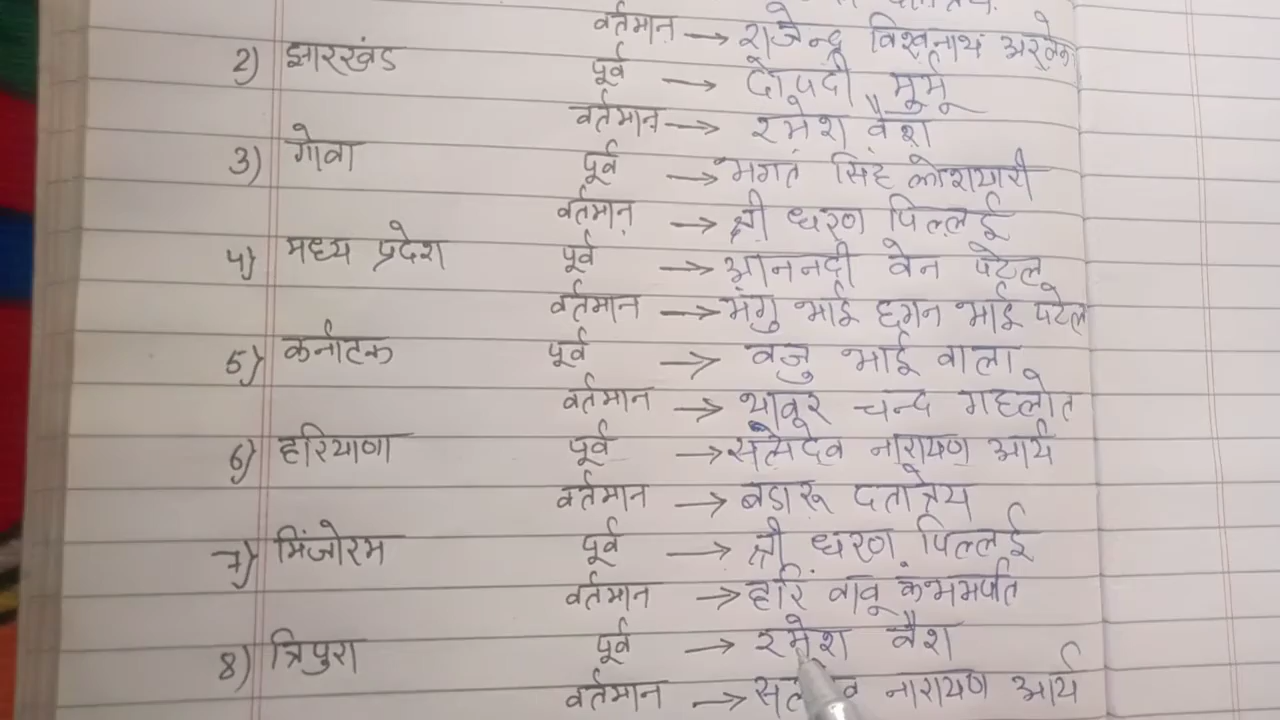 वर्तमान → राजेन्द्र विश्वनाथ अरलेकर
2) झारखंड पूर्व → द्रोपदी मुर्मू
वर्तमान → रमेश वैश
3) गोवा पूर्व → भगत सिंह कोशयारी
वर्तमान → श्री धरण पिल्लई
4) मध्य प्रदेश पूर्व → आनन्दी वेन पटेल
वर्तमान → मंगु भाई छगन भाई पटेल
5) कर्नाटक पूर्व → वजु भाई वाला
वर्तमान → थावर चन्द गहलोत
6) हरियाणा पूर्व → सत्यदेव नारायण आर्य
वर्तमान → बंडारू दतात्रेय
7) मिंजोरम पूर्व → श्री धरण पिल्लई
वर्तमान → हरि वावू कंभमपति
8) त्रिपुरा पूर्व → रमेश वैश
वर्तमान → नारायण आर्य